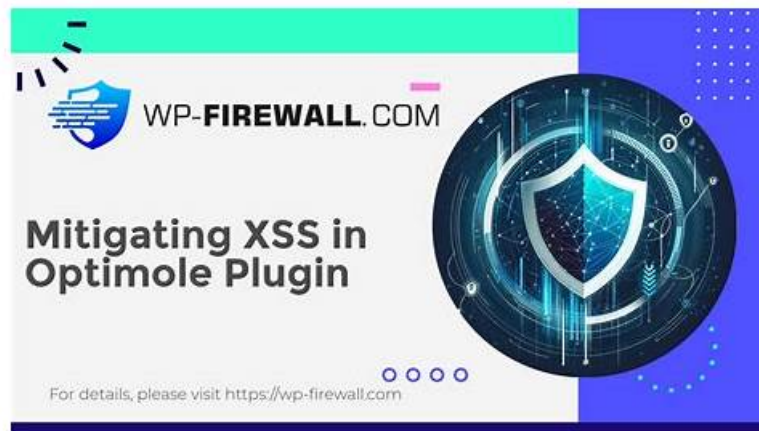 WP-FIREWALL.COM
Mitigating XSS in
Optimole Plugin
For details, please visit https://wp-firewall.com